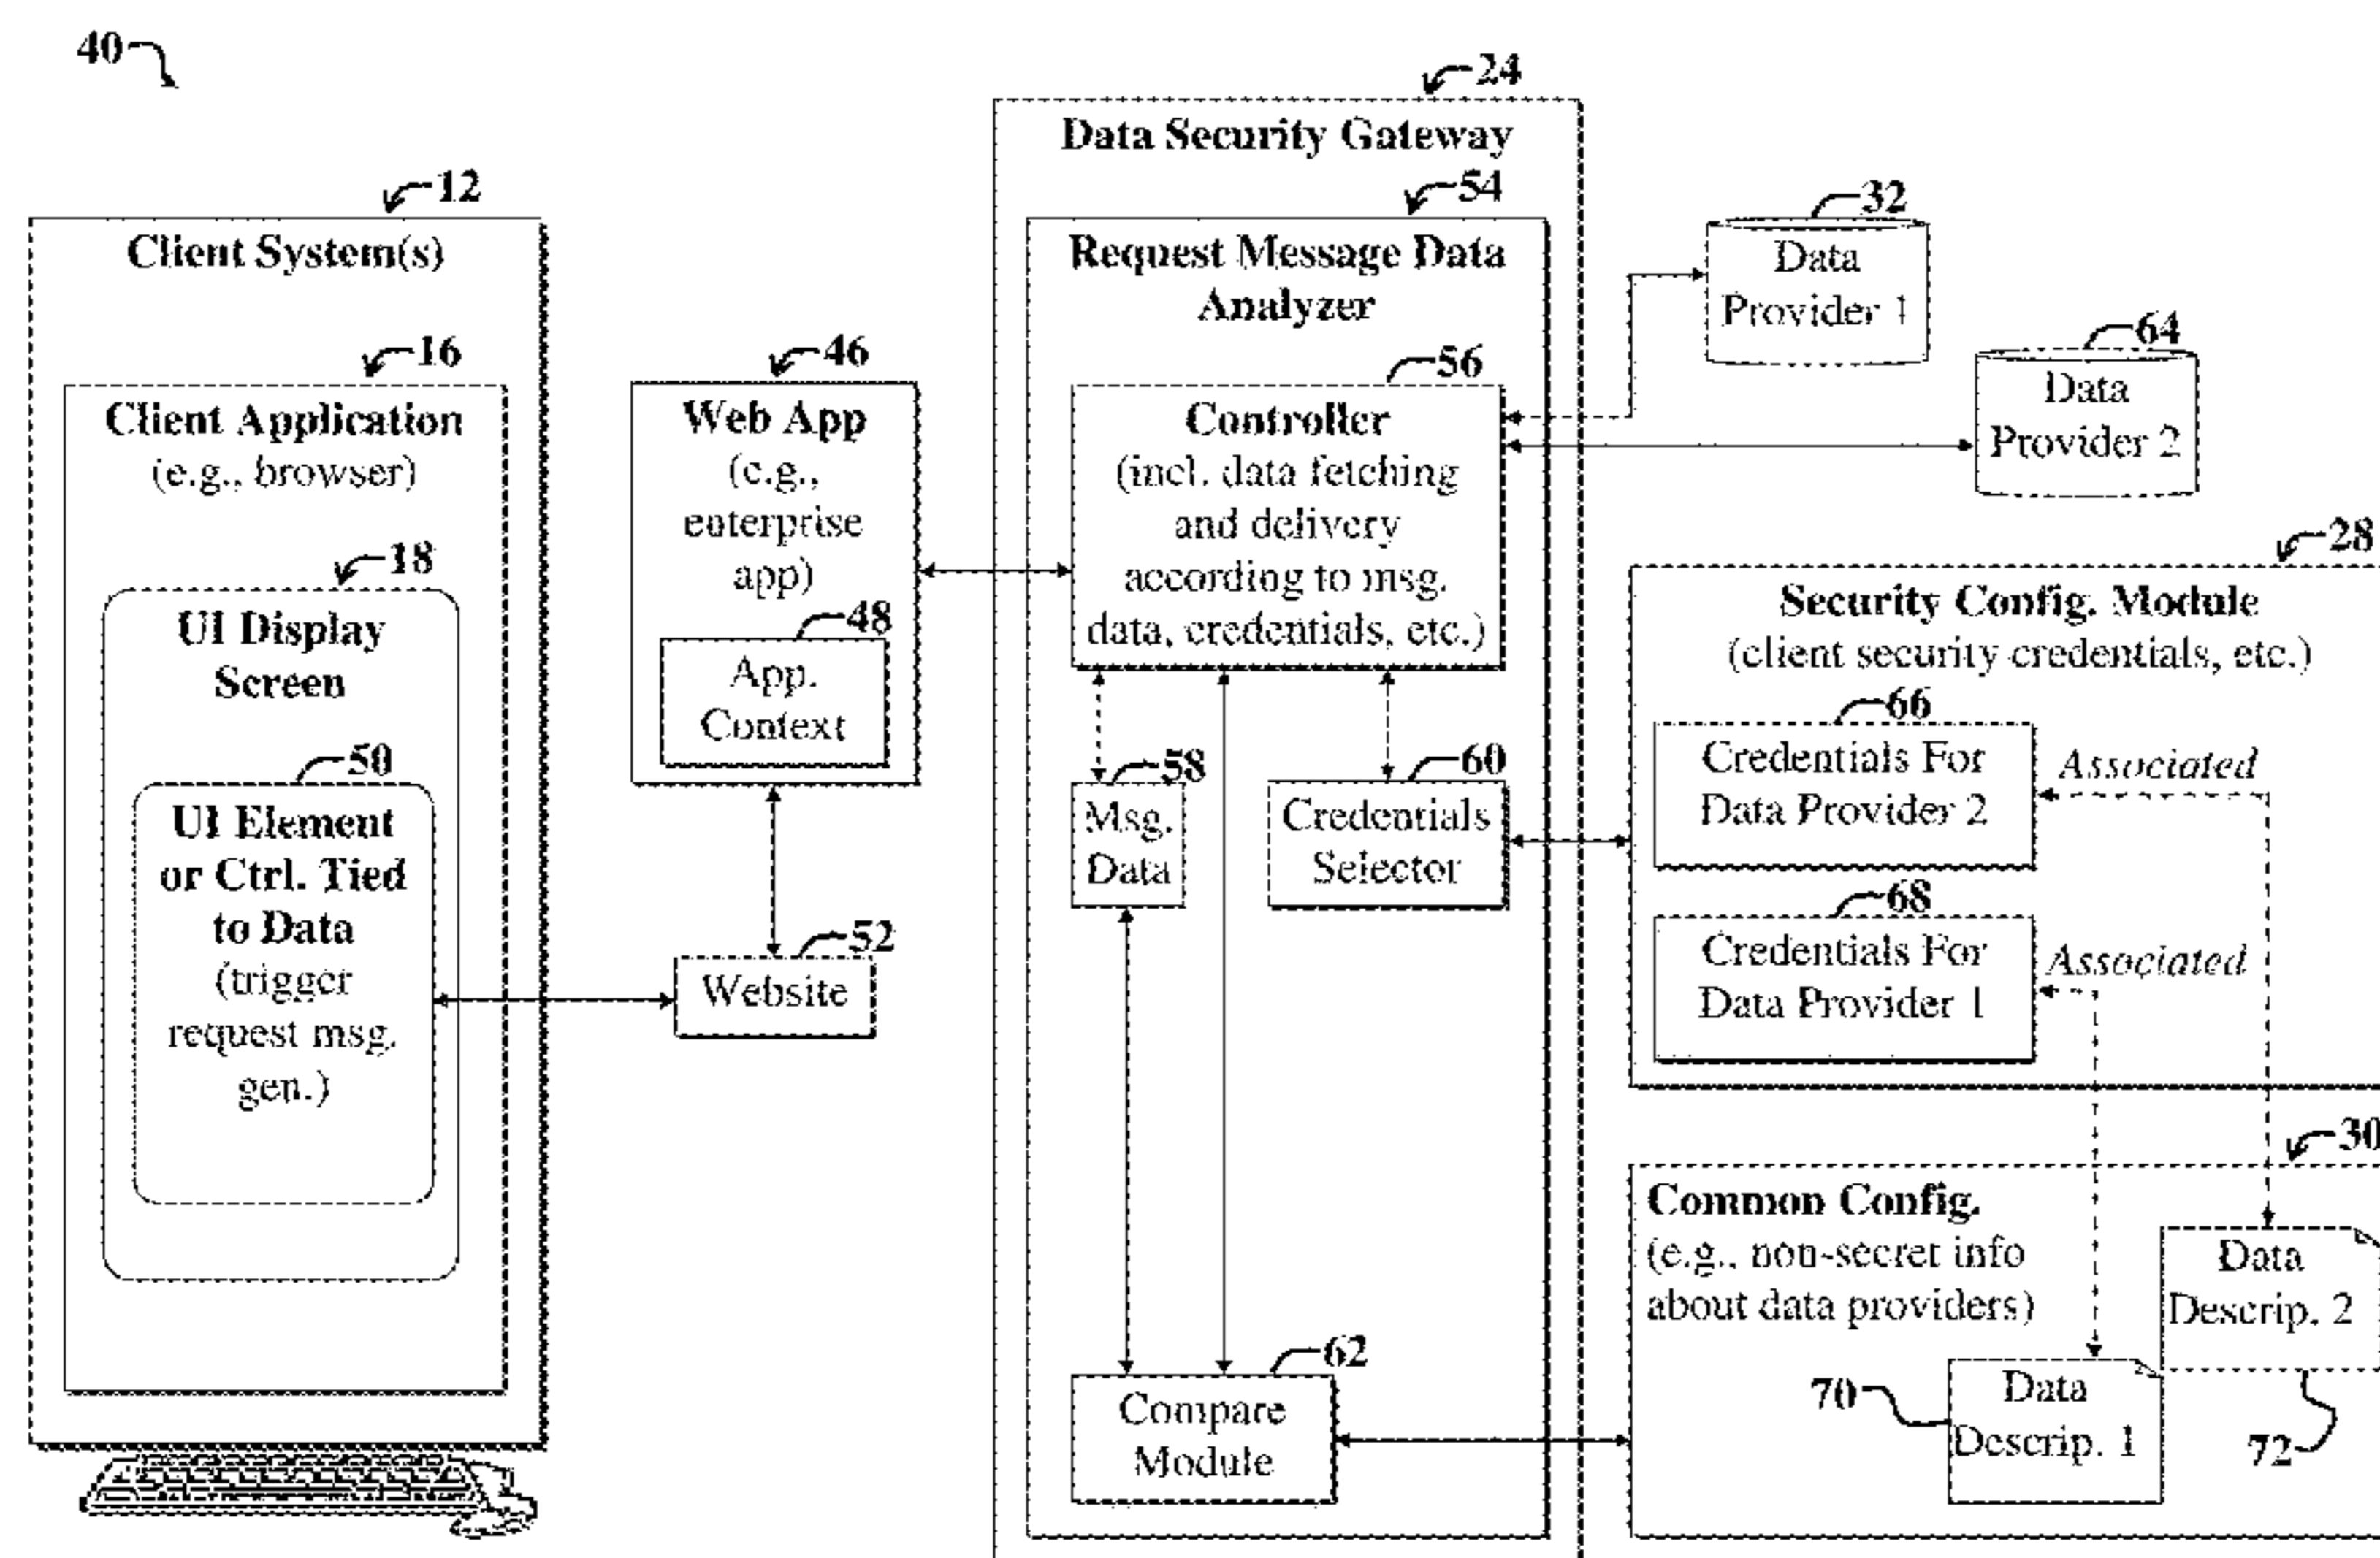 40
12
Client System(s)
16
Client Application
(e.g., browser)
18
UI Display
Screen
50
UI Element
or Ctrl. Tied
to Data
(trigger
request msg.
gen.)
46
Web App
(e.g.,
enterprise
app)
48
App.
Context
52
Website
24
Data Security Gateway
54
Request Message Data
Analyzer
56
Controller
(incl. data fetching
and delivery
according to msg.
data, credentials, etc.)
58
Msg.
Data
60
Credentials
Selector
62
Compare
Module
32
Data
Provider 1
64
Data
Provider 2
28
Security Config. Module
(client security credentials, etc.)
66
Credentials For
Data Provider 2
Associated
68
Credentials For
Data Provider 1
Associated
30
Common Config.
(e.g., non-secret info
about data providers)
Data
Descrip. 2
72
70
Data
Descrip. 1